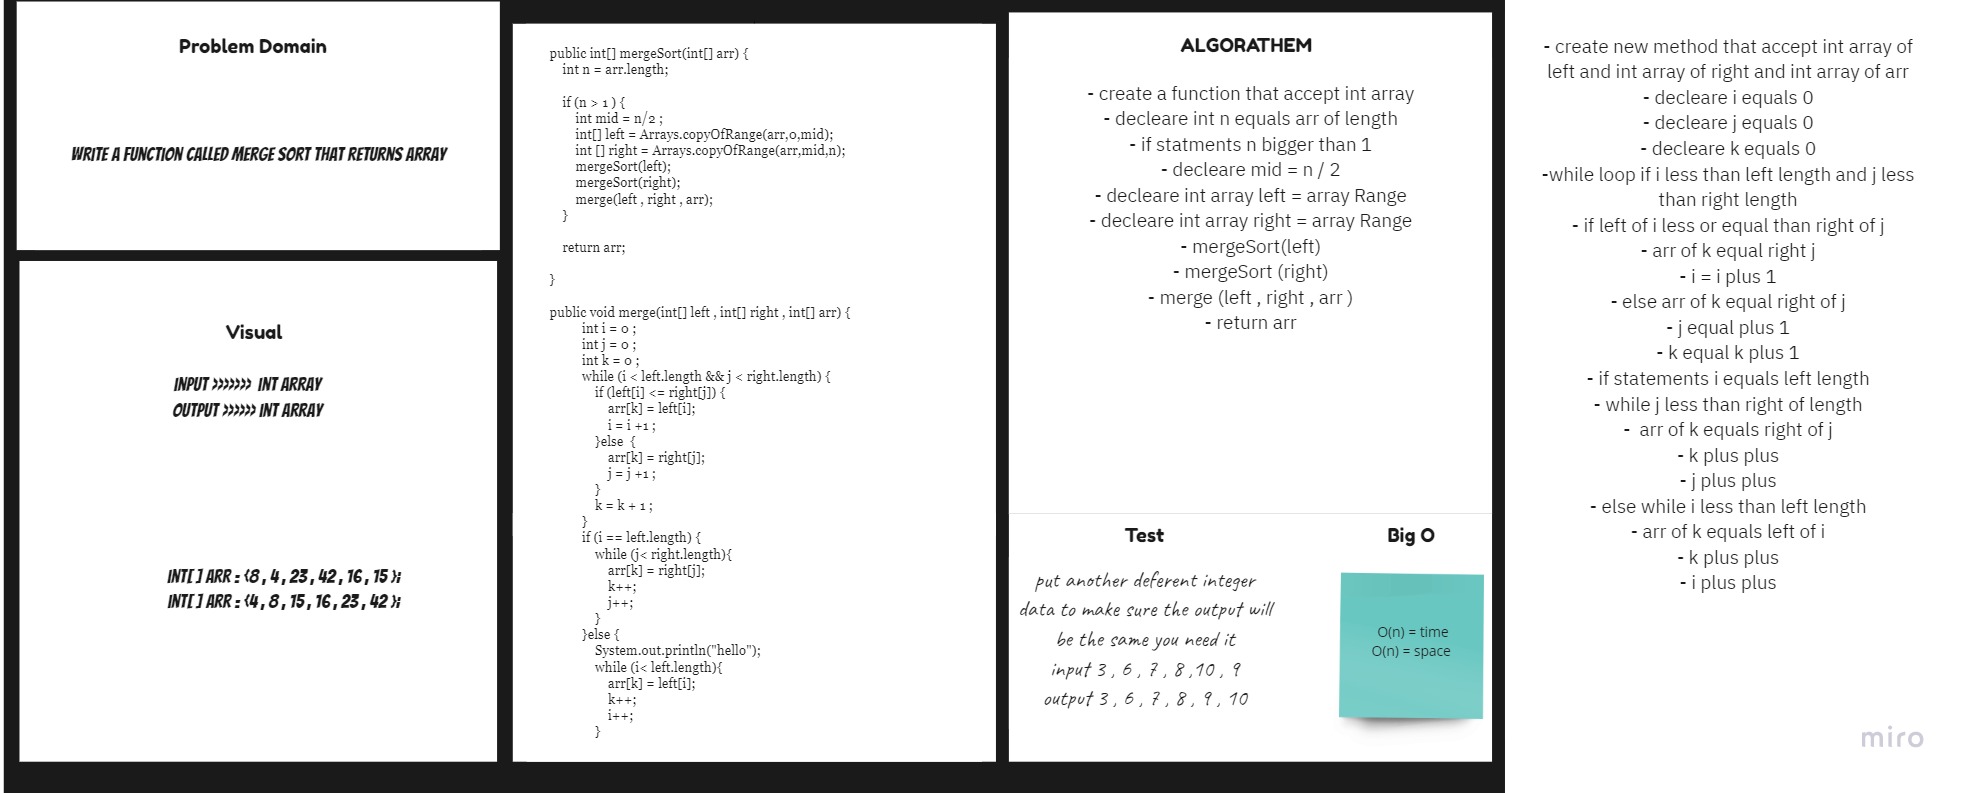 Problem Domain
WRITE A FUNCTION CALLED MERGE SORT THAT RETURNS ARRAY
Visual
INPUT >>>>>>> INT ARRAY
OUTPUT >>>>>> INT ARRAY
INT[ ] ARR = {8 , 4 , 23 , 42 , 16 , 15 };
INT[ ] ARR = {4 , 8 , 15 , 16 , 23 , 42 };
public int[] mergeSort(int[] arr) {
int n = arr.length;
if (n > 1 ) {
int mid = n/2 ;
int[] left = Arrays.copyOfRange(arr,0,mid);
int [] right = Arrays.copyOfRange(arr,mid,n);
mergeSort(left);
mergeSort(right);
merge(left , right , arr);
}
return arr;
}
public void merge(int[] left , int[] right , int[] arr) {
int i = 0 ;
int j = 0 ;
int k = 0 ;
while (i < left.length && j < right.length) {
if (left[i] <= right[j]) {
arr[k] = left[i];
i = i +1 ;
}else {
arr[k] = right[j];
j = j +1 ;
}
k = k + 1 ;
}
if (i == left.length) {
while (j< right.length){
arr[k] = right[j];
k++;
j++;
}
}else {
System.out.println("hello");
while (i< left.length){
arr[k] = left[i];
k++;
i++;
}
ALGORATHEM
- create a function that accept int array
- decleare int n equals arr of length
- if statments n bigger than 1
- decleare mid = n / 2
- decleare int array left = array Range
- decleare int array right = array Range
- mergeSort(left)
- mergeSort (right)
- merge (left , right , arr )
- return arr
Test
put another deferent integer
data to make sure the output will
be the same you need it
input 3 , 6 , 7 , 8 ,10 , 9
output 3 , 6 , 7 , 8 , 9 , 10
Big O
O(n) = time
O(n) = space
- create new method that accept int array of
left and int array of right and int array of arr
- decleare i equals 0
- decleare j equals 0
- decleare k equals 0
-while loop if i less than left length and j less
than right length
- if left of i less or equal than right of j
- arr of k equal right j
- i = i plus 1
- else arr of k equal right of j
- j equal plus 1
- k equal k plus 1
- if statements i equals left length
- while j less than right of length
- arr of k equals right of j
- k plus plus
- j plus plus
- else while i less than left length
- arr of k equals left of i
- k plus plus
- i plus plus
miro